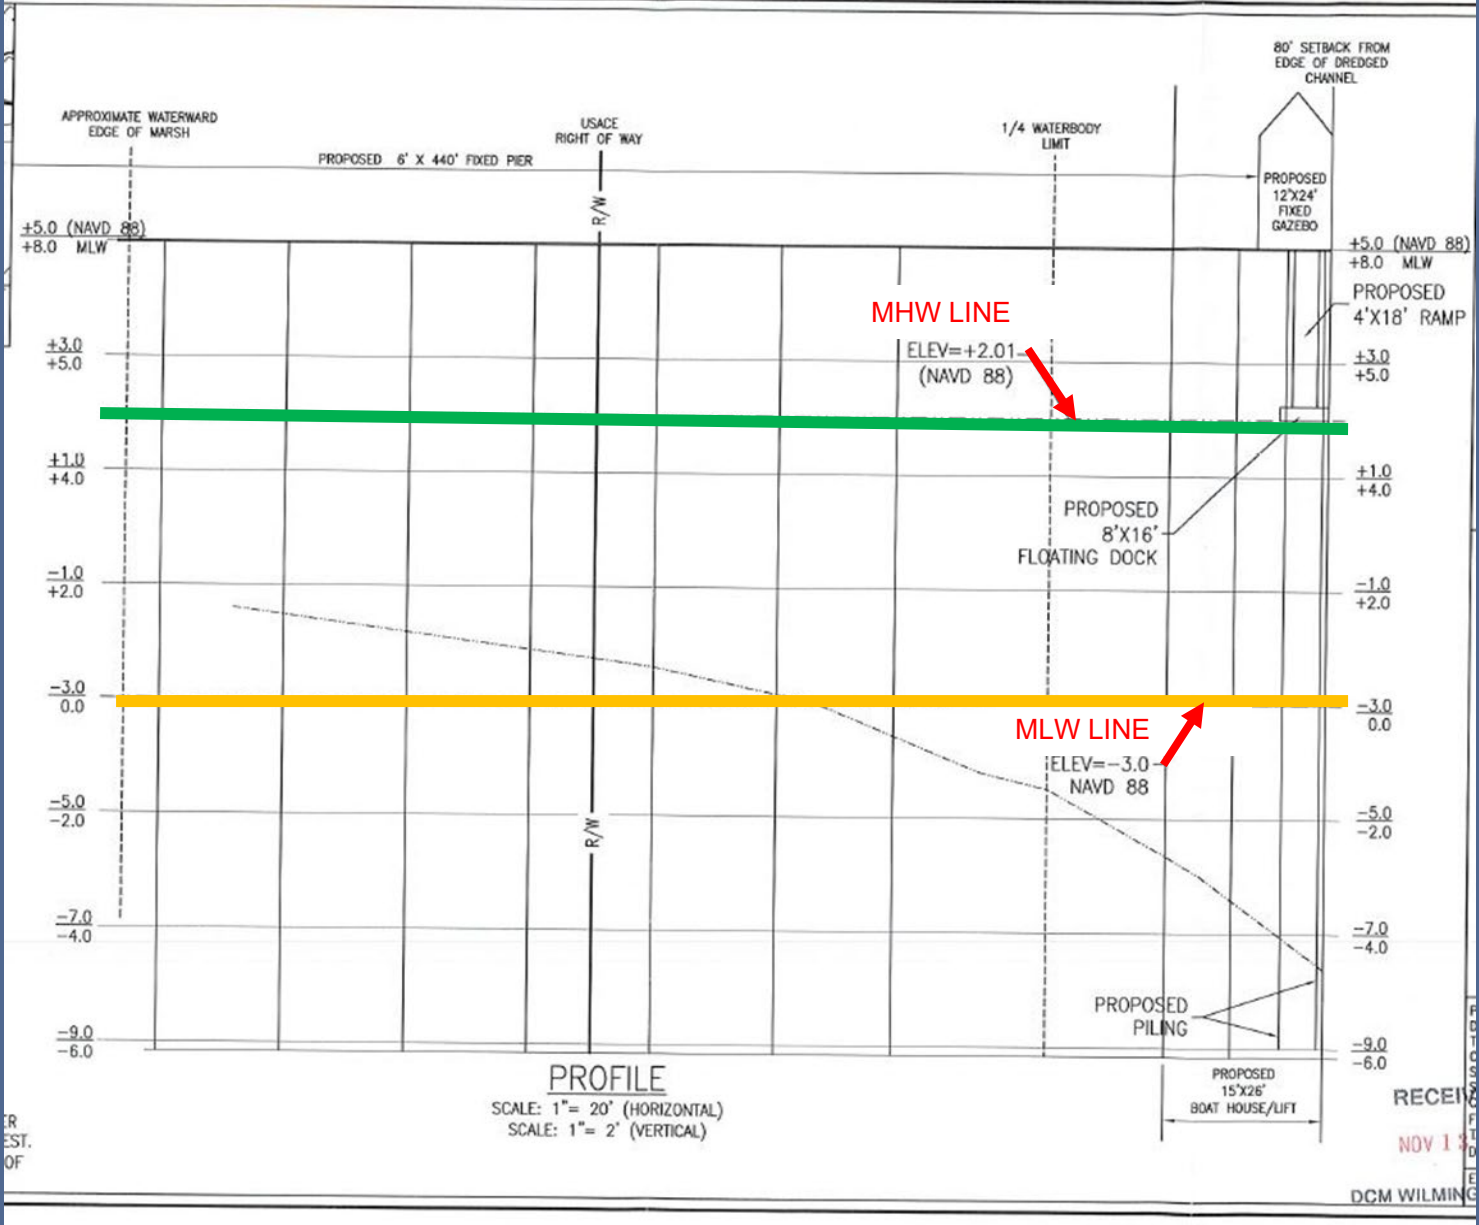 80' SETBACK FROM
EDGE OF DREDGED
CHANNEL
APPROXIMATE WATERWARD
EDGE OF MARSH
USACE
RIGHT OF WAY
1/4 WATERBODY
LIMIT
PROPOSED 6' X 440' FIXED PIER
PROPOSED
12'X24'
FIXED
GAZEBO
R/W
+5.0 (NAVD 88)
+8.0 MLW
+5.0 (NAVD 88)
+8.0 MLW
PROPOSED
4'X18' RAMP
MHW LINE
ELEV=+2.01
(NAVD 88)
+3.0
+5.0
+3.0
+5.0
+1.0
+4.0
+1.0
+4.0
PROPOSED
8'X16'
FLOATING DOCK
-1.0
+2.0
-1.0
+2.0
-3.0
0.0
-3.0
0.0
MLW LINE
ELEV=-3.0
NAVD 88
-5.0
-2.0
R/W
-5.0
-2.0
-7.0
-4.0
-7.0
-4.0
PROPOSED
PILING
-9.0
-6.0
-9.0
-6.0
PROFILE
SCALE: 1"= 20' (HORIZONTAL)
SCALE: 1"= 2' (VERTICAL)
PROPOSED
15'X26'
BOAT HOUSE/LIFT
RECEIV
NOV 13
DCM WILMING
ER
EST.
OF